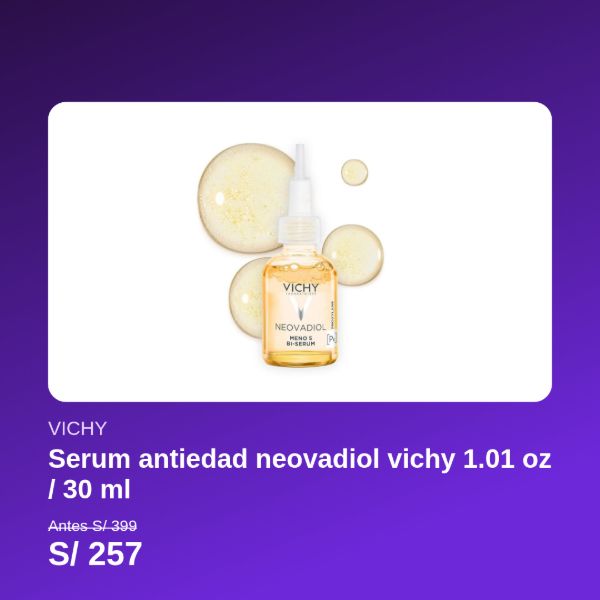 VICHY
LABORATOIRES
NEOVADIOL
MENO 5
BI-SERUM
VICHY
Serum antiedad neovadiol vichy 1.01 oz
/ 30 ml
Antes S/ 399
S/ 257